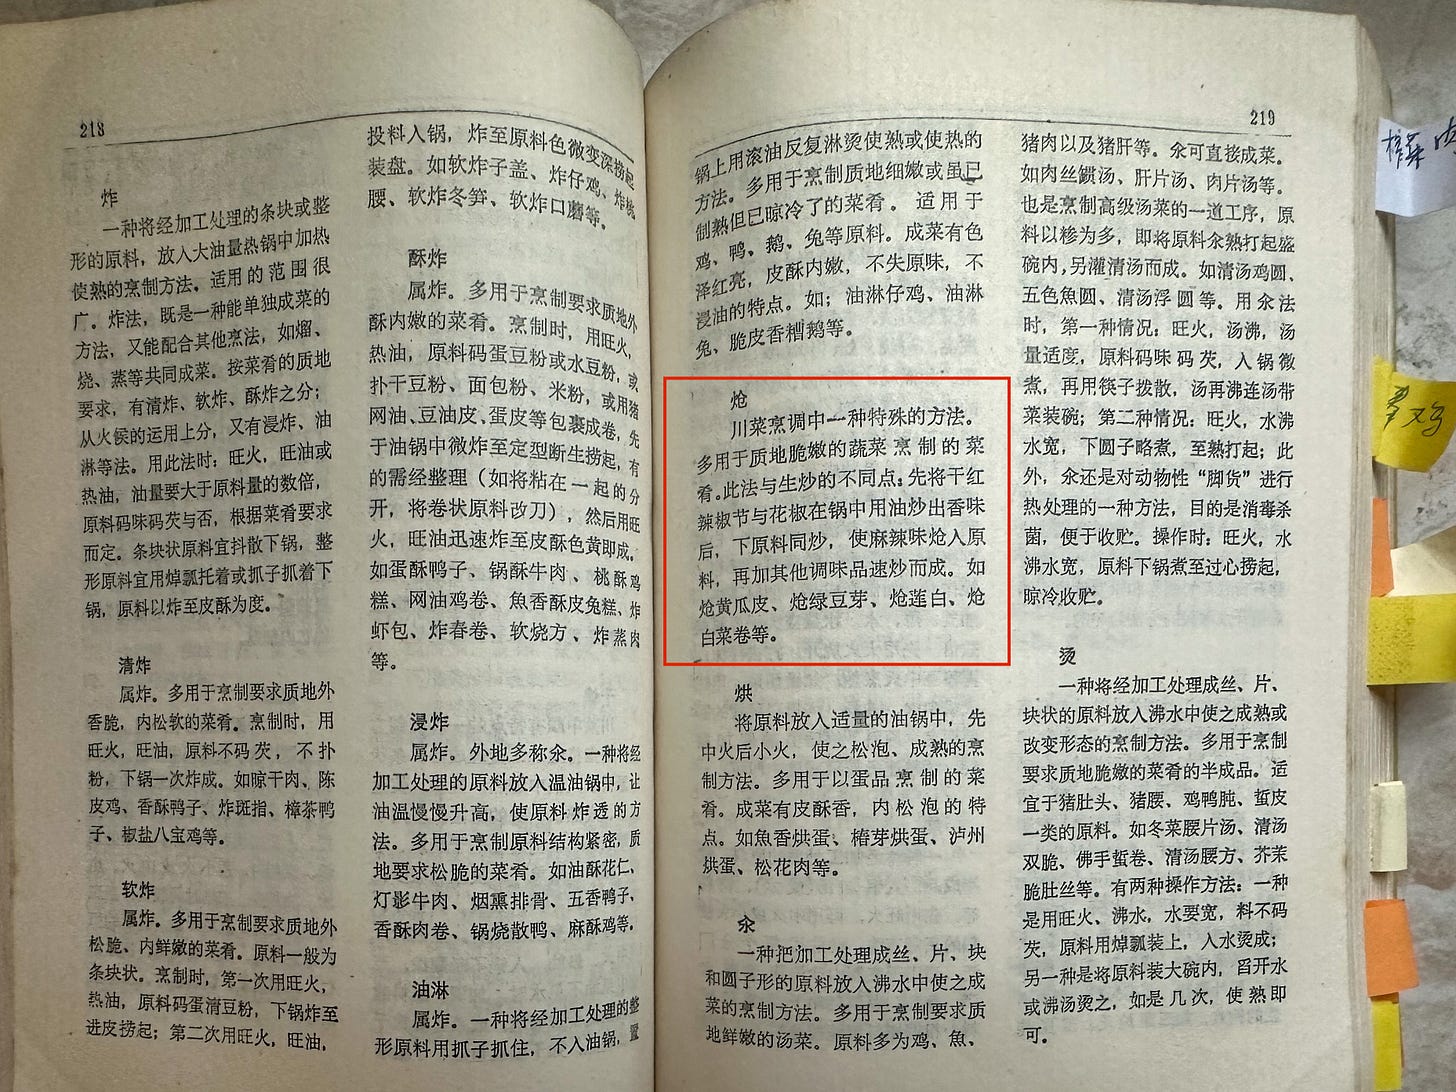 218
炸
一种将经加工处理的条块或整
形的原料，放入大油量热锅中加热
使熟的烹制方法。适用的范围很
广。炸法，既是一种能单独成菜的
方法，又能配合其他烹法，如熘、
烧、蒸等共同成菜。按菜肴的质地
要求，有清炸、软炸、酥炸之分；
从火侯的运用上分，又有浸炸、油
淋等法。用此法时：旺火，旺油或
热油，油量要大于原料量的数倍，
原料码味码芡与否，根据菜肴要求
而定。条块状原料宜抖散下锅，整
形原料宜用焯瓢托着或抓子抓着下
锅，原料以炸至皮酥为度。
清炸
属炸。多用于烹制要求质地外
香脆，内松软的菜肴。烹制时，用
旺火，旺油，原料不码芡，不扑
粉，下锅一次炸成。如晾干肉、陈
皮鸡、香酥鸭子、炸斑指、樟茶鸭
子、椒盐八宝鸡等。
软炸
属炸。多用于烹制要求质地外
松脆、内鲜嫩的菜肴。原料一般为
条块状。烹制时，第一次用旺火，
热油，原料码蛋清豆粉，下锅炸至
进皮捞起；第二次用旺火，旺油，
投料入锅，炸至原料色微变深捞起
装盘。如软炸子盖、炸仔鸡、炸桃
腰、软炸冬笋、软炸口蘑等。
酥炸
属炸。多用于烹制要求质地外
酥内嫩的菜肴。烹制时，用旺火，
热油，原料码蛋豆粉或水豆粉，或
扑干豆粉、面包粉、米粉，或用猪
网油、豆油皮、蛋皮等包裹成卷，先
于油锅中微炸至定型断生捞起，有
的需经整理（如将粘在一起的分
开，将卷状原料改刀），然后用旺
火，旺油迅速炸至皮酥色黄即成。
如蛋酥鸭子、锅酥牛肉、桃酥鸡
糕、网油鸡卷、魚香酥皮兔糕、炸
虾包、炸春卷、软烧方、炸蒸肉
等。
浸炸
属炸。外地多称汆。一种将经
加工处理的原料放入温油锅中，让
油温慢慢升高，使原料炸透的方
法。多用于烹制原料结构紧密，质
地要求松脆的菜肴。如油酥花仁、
灯影牛肉、烟熏排骨、五香鸭子、
香酥肉卷、锅烧散鸭、麻酥鸡等，
油淋
属炸。一种将经加工处理的整
形原料用抓子抓住，不入油锅，置
219
锅上用滚油反复淋烫使熟或使热的
方法。多用于烹制质地细嫩或虽已
制熟但已晾冷了的菜肴。适用于
鸡、鸭、鹅、兔等原料。成菜有色
泽红亮，皮酥内嫩，不失原味，不
浸油的特点。如；油淋仔鸡、油淋
兔、脆皮香糟鹅等。
炝
川菜烹调中一种特殊的方法。
多用于质地脆嫩的蔬菜烹制的菜
肴。此法与生炒的不同点：先将干红
辣椒节与花椒在锅中用油炒出香味
后，下原料同炒，使麻辣味炝入原
料，再加其他调味品速炒而成。如
炝黄瓜皮、炝绿豆芽、炝莲白、炝
白菜卷等。
烘
将原料放入适量的油锅中，先
中火后小火，使之松泡、成熟的烹
制方法。多用于以蛋品烹制的菜
肴。成菜有皮酥香，内松泡的特
点。如魚香烘蛋、椿芽烘蛋、泸州
烘蛋、松花肉等。
汆
一种把加工处理成丝、片、块
和圆子形的原料放入沸水中使之成
菜的烹制方法。多用于烹制要求质
地鲜嫩的汤菜。原料多为鸡、魚、
猪肉以及猪肝等。汆可直接成菜。
如肉丝馔汤、肝片汤、肉片汤等。
也是烹制高级汤菜的一道工序，原
料以糁为多，即将原料汆熟打起盛
碗内，另灌清汤而成。如清汤鸡圆、
五色魚圆、清汤浮圆等。用汆法
时，第一种情况：旺火，汤沸，汤
量适度，原料码味码芡，入锅微
煮，再用筷子拨散，汤再沸连汤带
菜装碗；第二种情况：旺火，水沸
水宽，下圆子略煮，至熟打起；此
外，汆还是对动物性“脚货”进行
热处理的一种方法，目的是消毒杀
菌，便于收贮。操作时：旺火，水
沸水宽，原料下锅煮至过心捞起，
晾冷收贮。
烫
一种将经加工处理成丝、片、
块状的原料放入沸水中使之成熟或
改变形态的烹制方法。多用于烹制
要求质地脆嫩的菜肴的半成品。适
宜于猪肚头、猪腰、鸡鸭肫、蜇皮
一类的原料。如冬菜腰片汤、清汤
双脆、佛手蜇卷、清汤腰方、芥茉
脆肚丝等。有两种操作方法：一种
是用旺火、沸水，水要宽，料不码
芡，原料用焯瓢装上，入水烫成；
另一种是将原料装大碗内，舀开水
或沸汤烫之，如是几次，使熟即
可。